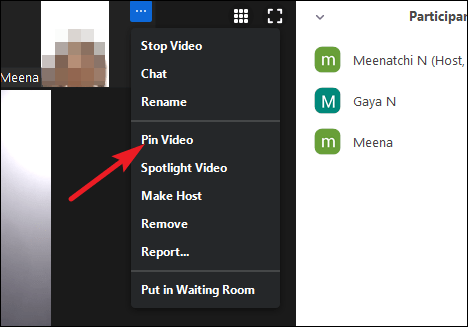 ...
Meena
Stop Video
Chat
Rename
Pin Video
Spotlight Video
Make Host
Remove
Report...
Put in Waiting Room
Participar
m Meenatchi N (Host,
M Gaya N
m Meena